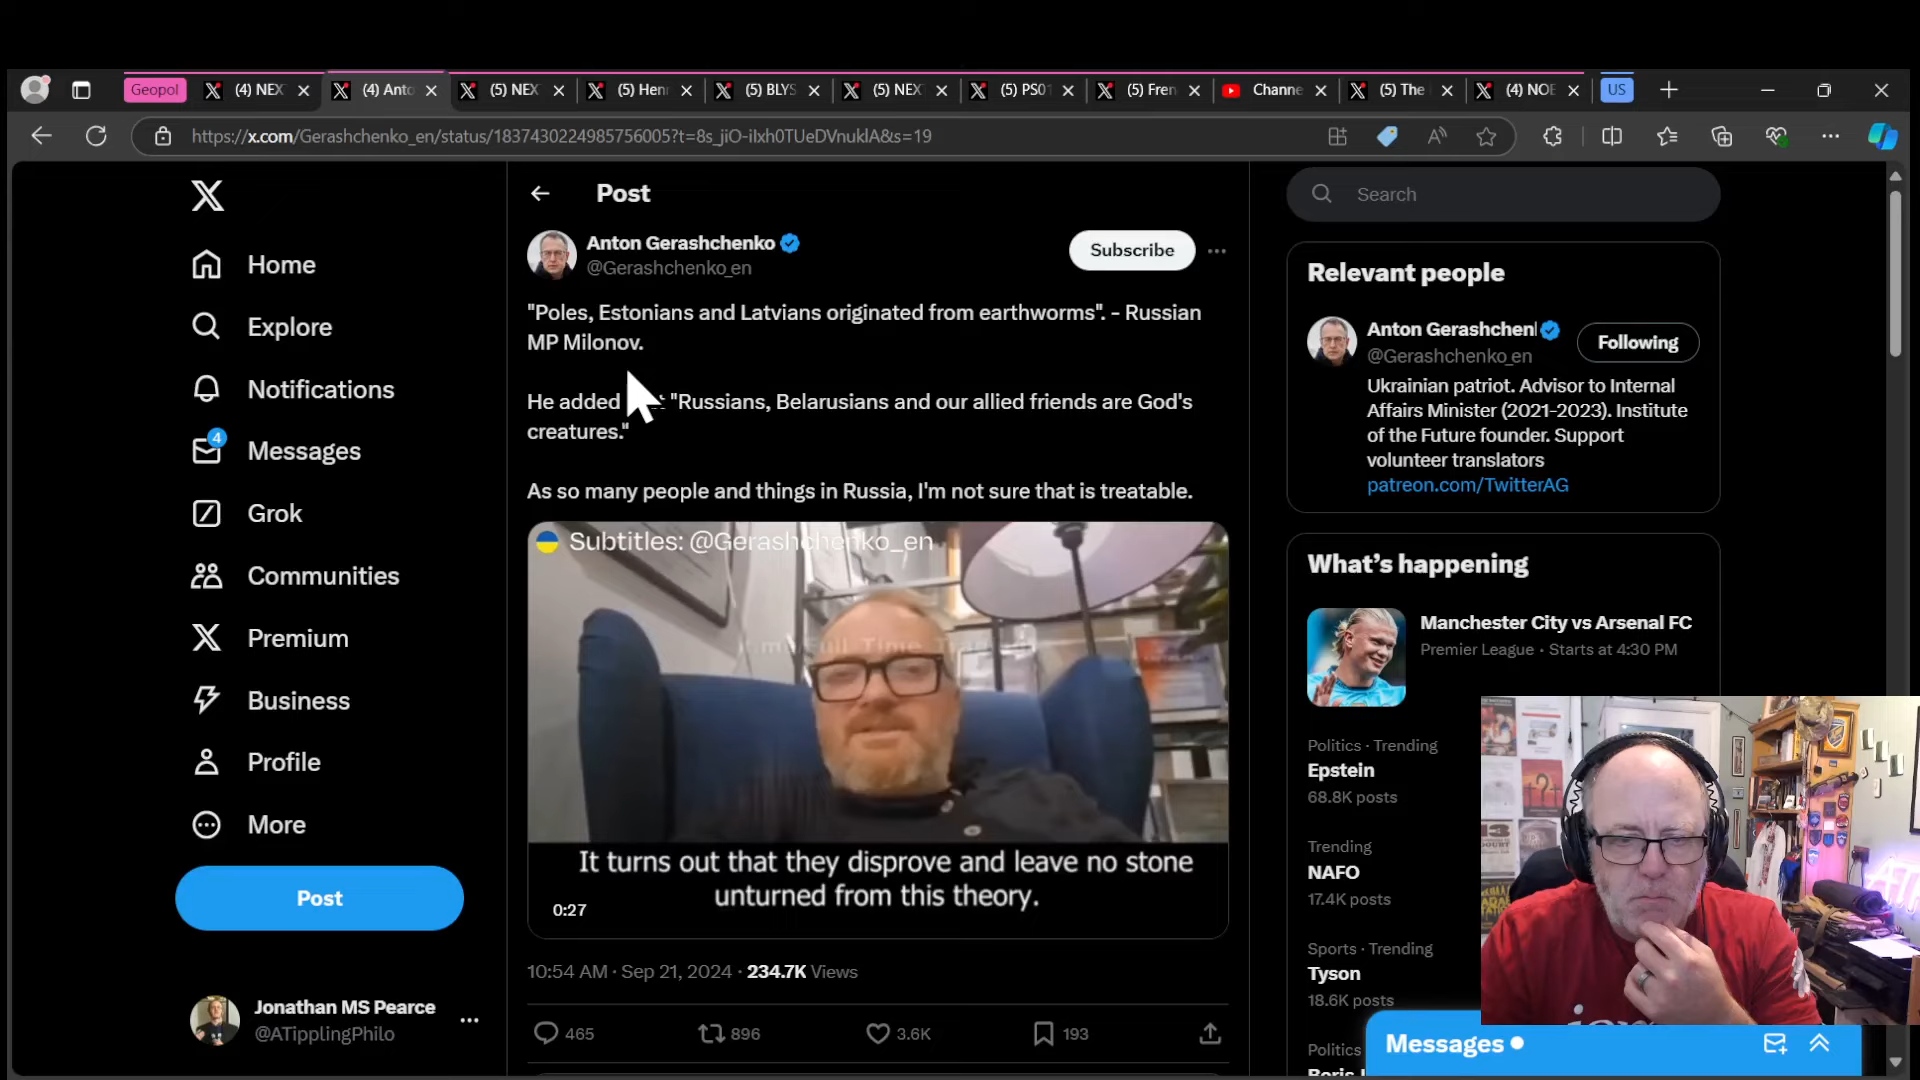 Geopol
(4) NEX
(4) Anto
(5) NEX
(5) Henr
(5) BLYS
(5) NEX
(5) PS01
(5) Fren
Channe
(5) The
(4) NOE
US
https://x.com/Gerashchenko_en/status/1837430224985756005?t=8s_jiO-iIxh0TUeDVnukIA&s=19
Home
Explore
Notifications
4
Messages
Grok
Communities
Premium
Business
Profile
More
Post
Jonathan MS Pearce
@ATipplingPhilo
Post
Anton Gerashchenko
@Gerashchenko_en
Subscribe
"Poles, Estonians and Latvians originated from earthworms". - Russian
MP Milonov.
He added "Russians, Belarusians and our allied friends are God's
creatures."
As so many people and things in Russia, I'm not sure that is treatable.
Subtitles: @Gerashchenko_en
It turns out that they disprove and leave no stone
unturned from this theory.
0:27
10:54 AM · Sep 21, 2024 · 234.7K Views
465
896
3.6K
193
Search
Relevant people
Anton Gerashchen
@Gerashchenko_en
Following
Ukrainian patriot. Advisor to Internal
Affairs Minister (2021-2023). Institute
of the Future founder. Support
volunteer translators
patreon.com/TwitterAG
What's happening
Manchester City vs Arsenal FC
Premier League · Starts at 4:30 PM
Politics · Trending
Epstein
68.8K posts
Trending
NAFO
17.4K posts
Sports · Trending
Tyson
18.6K posts
Politics
Messages